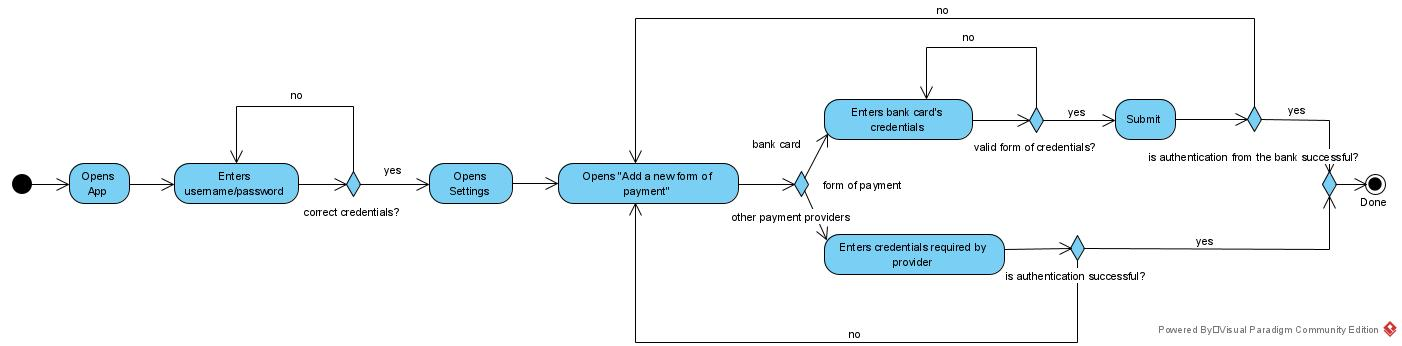 no
no
Enters bank card's
credentials
yes
Submit
yes
no
bank card
valid form of credentials?
is authentication from the bank successful?
Opens
App
Enters
username/password
yes
Opens
Settings
Opens "Add a new form of
payment"
form of payment
correct credentials?
other payment providers
Done
Enters credentials required by
provider
yes
is authentication successful?
no
Powered By Visual Paradigm Community Edition